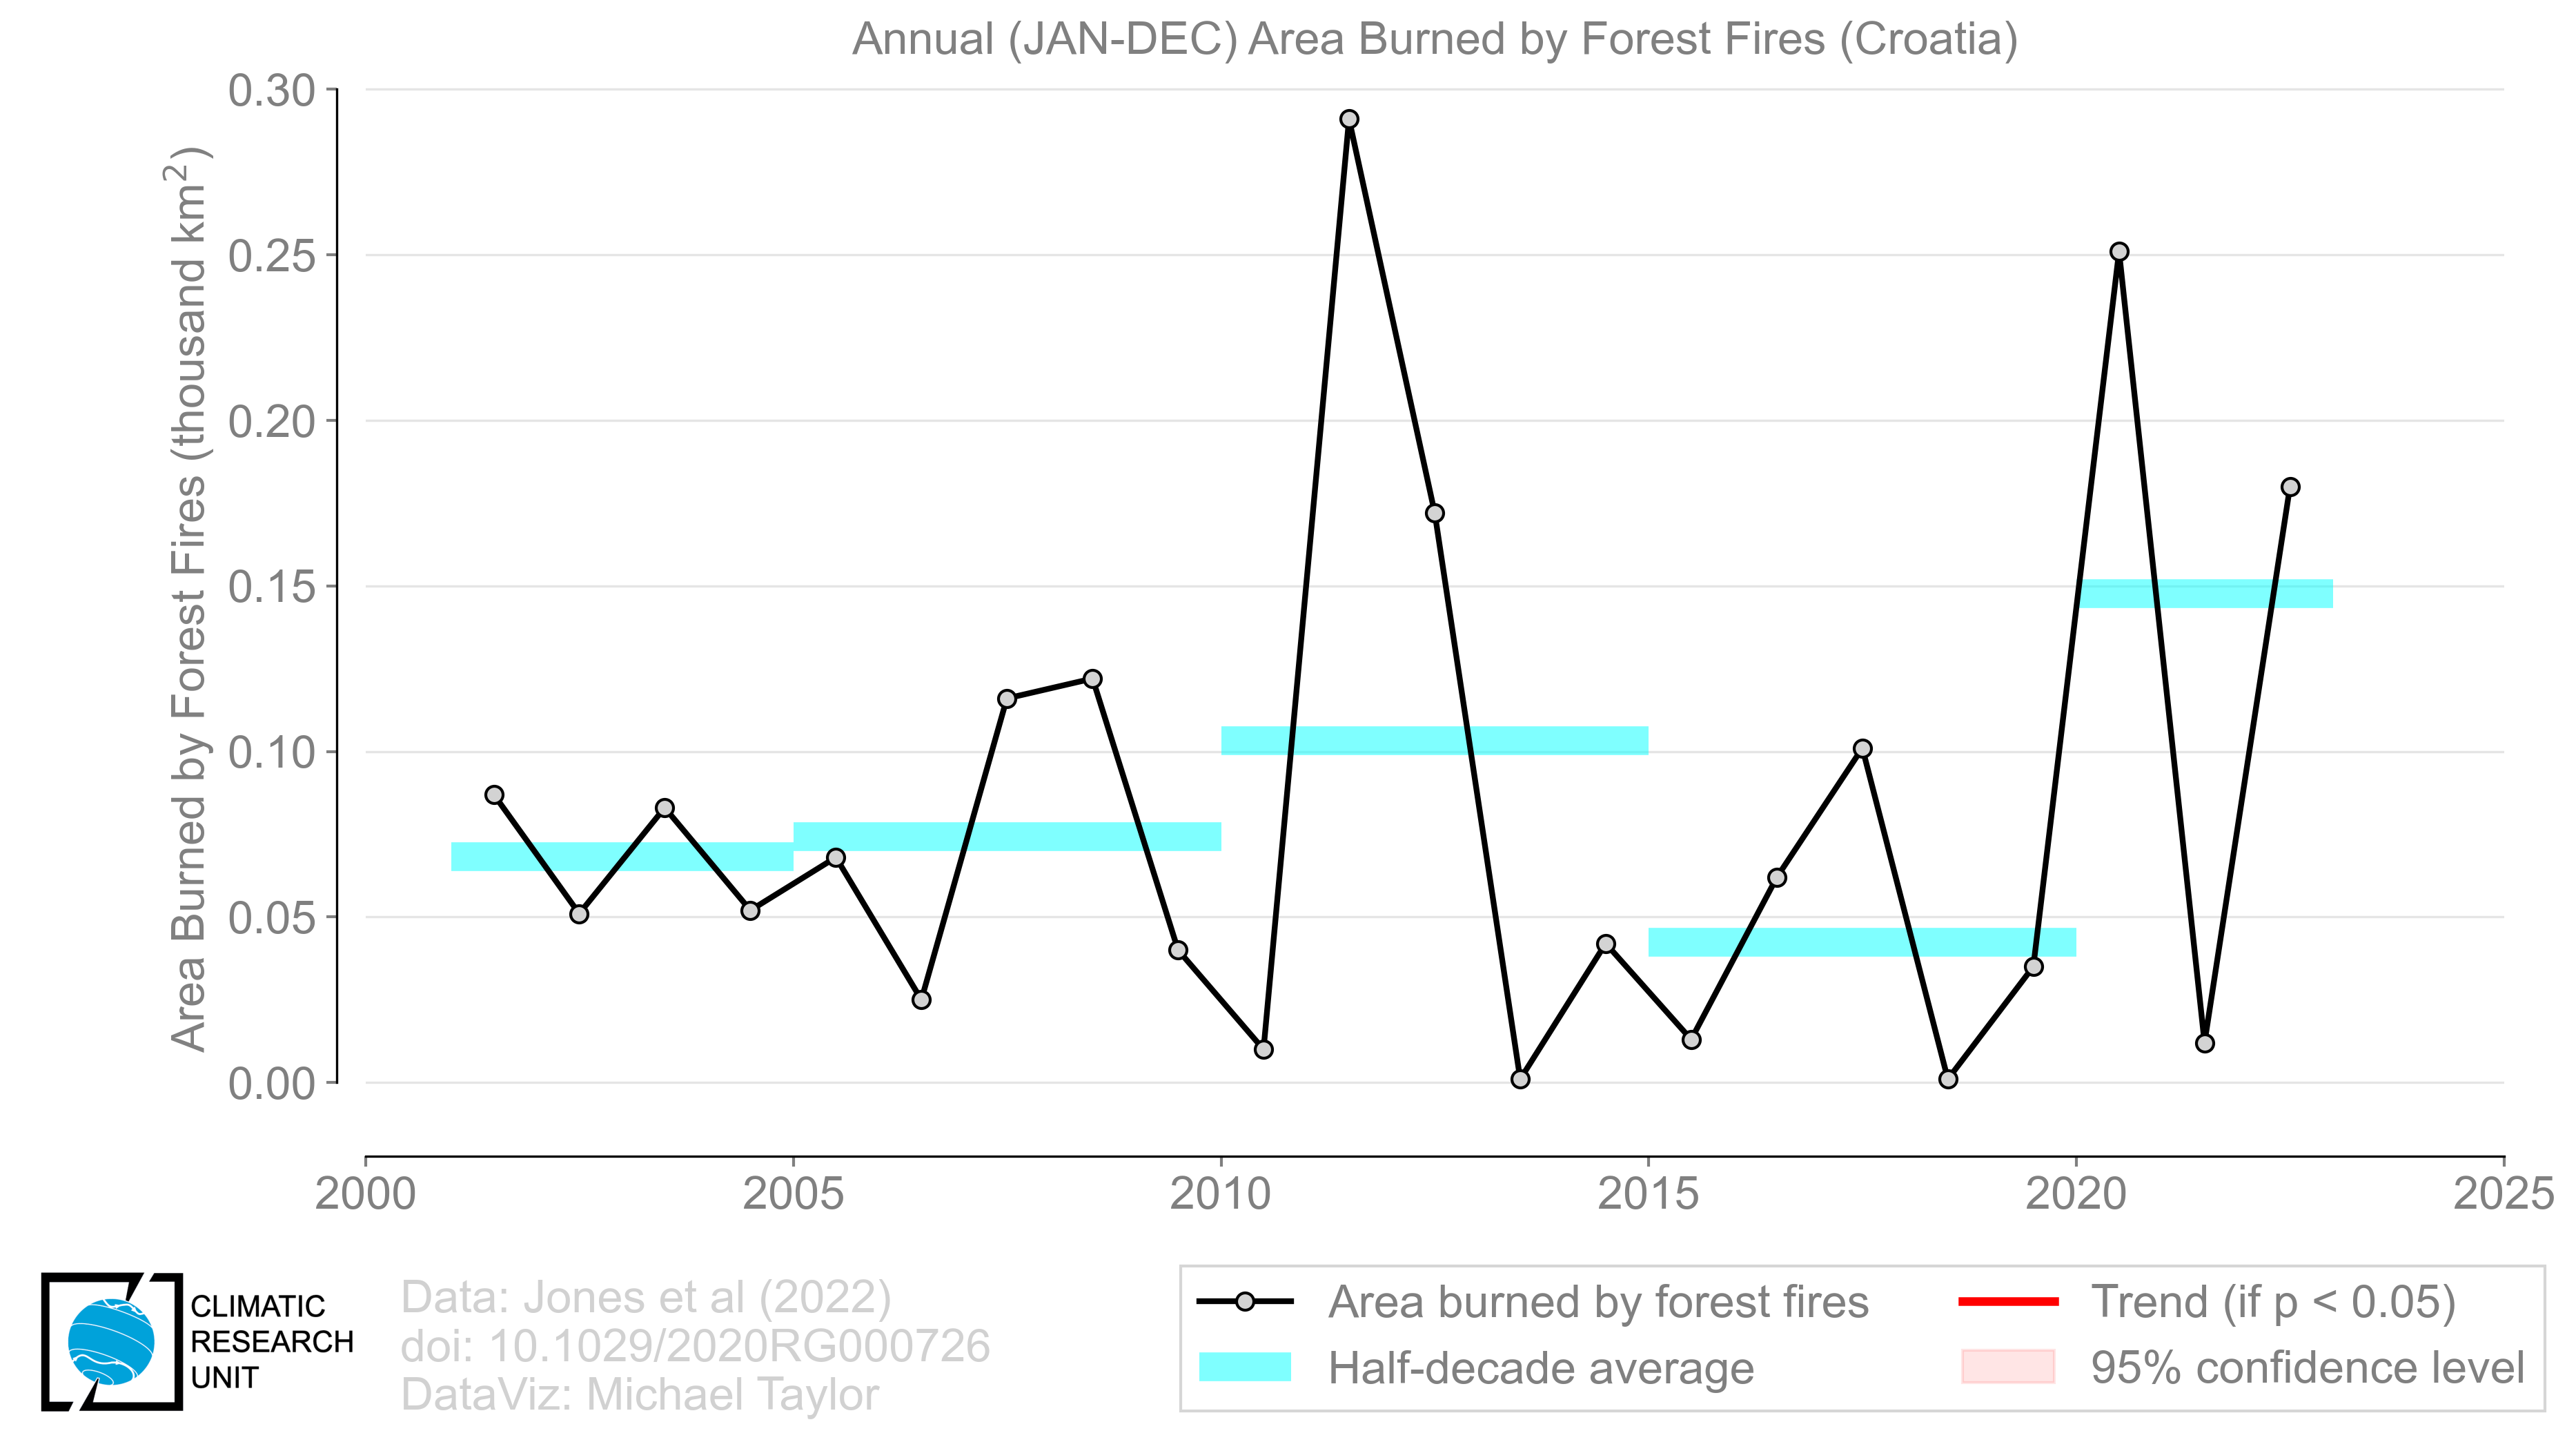 Annual (JAN-DEC) Area Burned by Forest Fires (Croatia)
Area Burned by Forest Fires (thousand km²)
0.30
0.25
0.20
0.15
0.10
0.05
0.00
2000 2005 2010 2015 2020 2025
CLIMATIC
RESEARCH
UNIT
Data: Jones et al (2022)
doi: 10.1029/2020RG000726
DataViz: Michael Taylor
Area burned by forest fires
Half-decade average
Trend (if p < 0.05)
95% confidence level